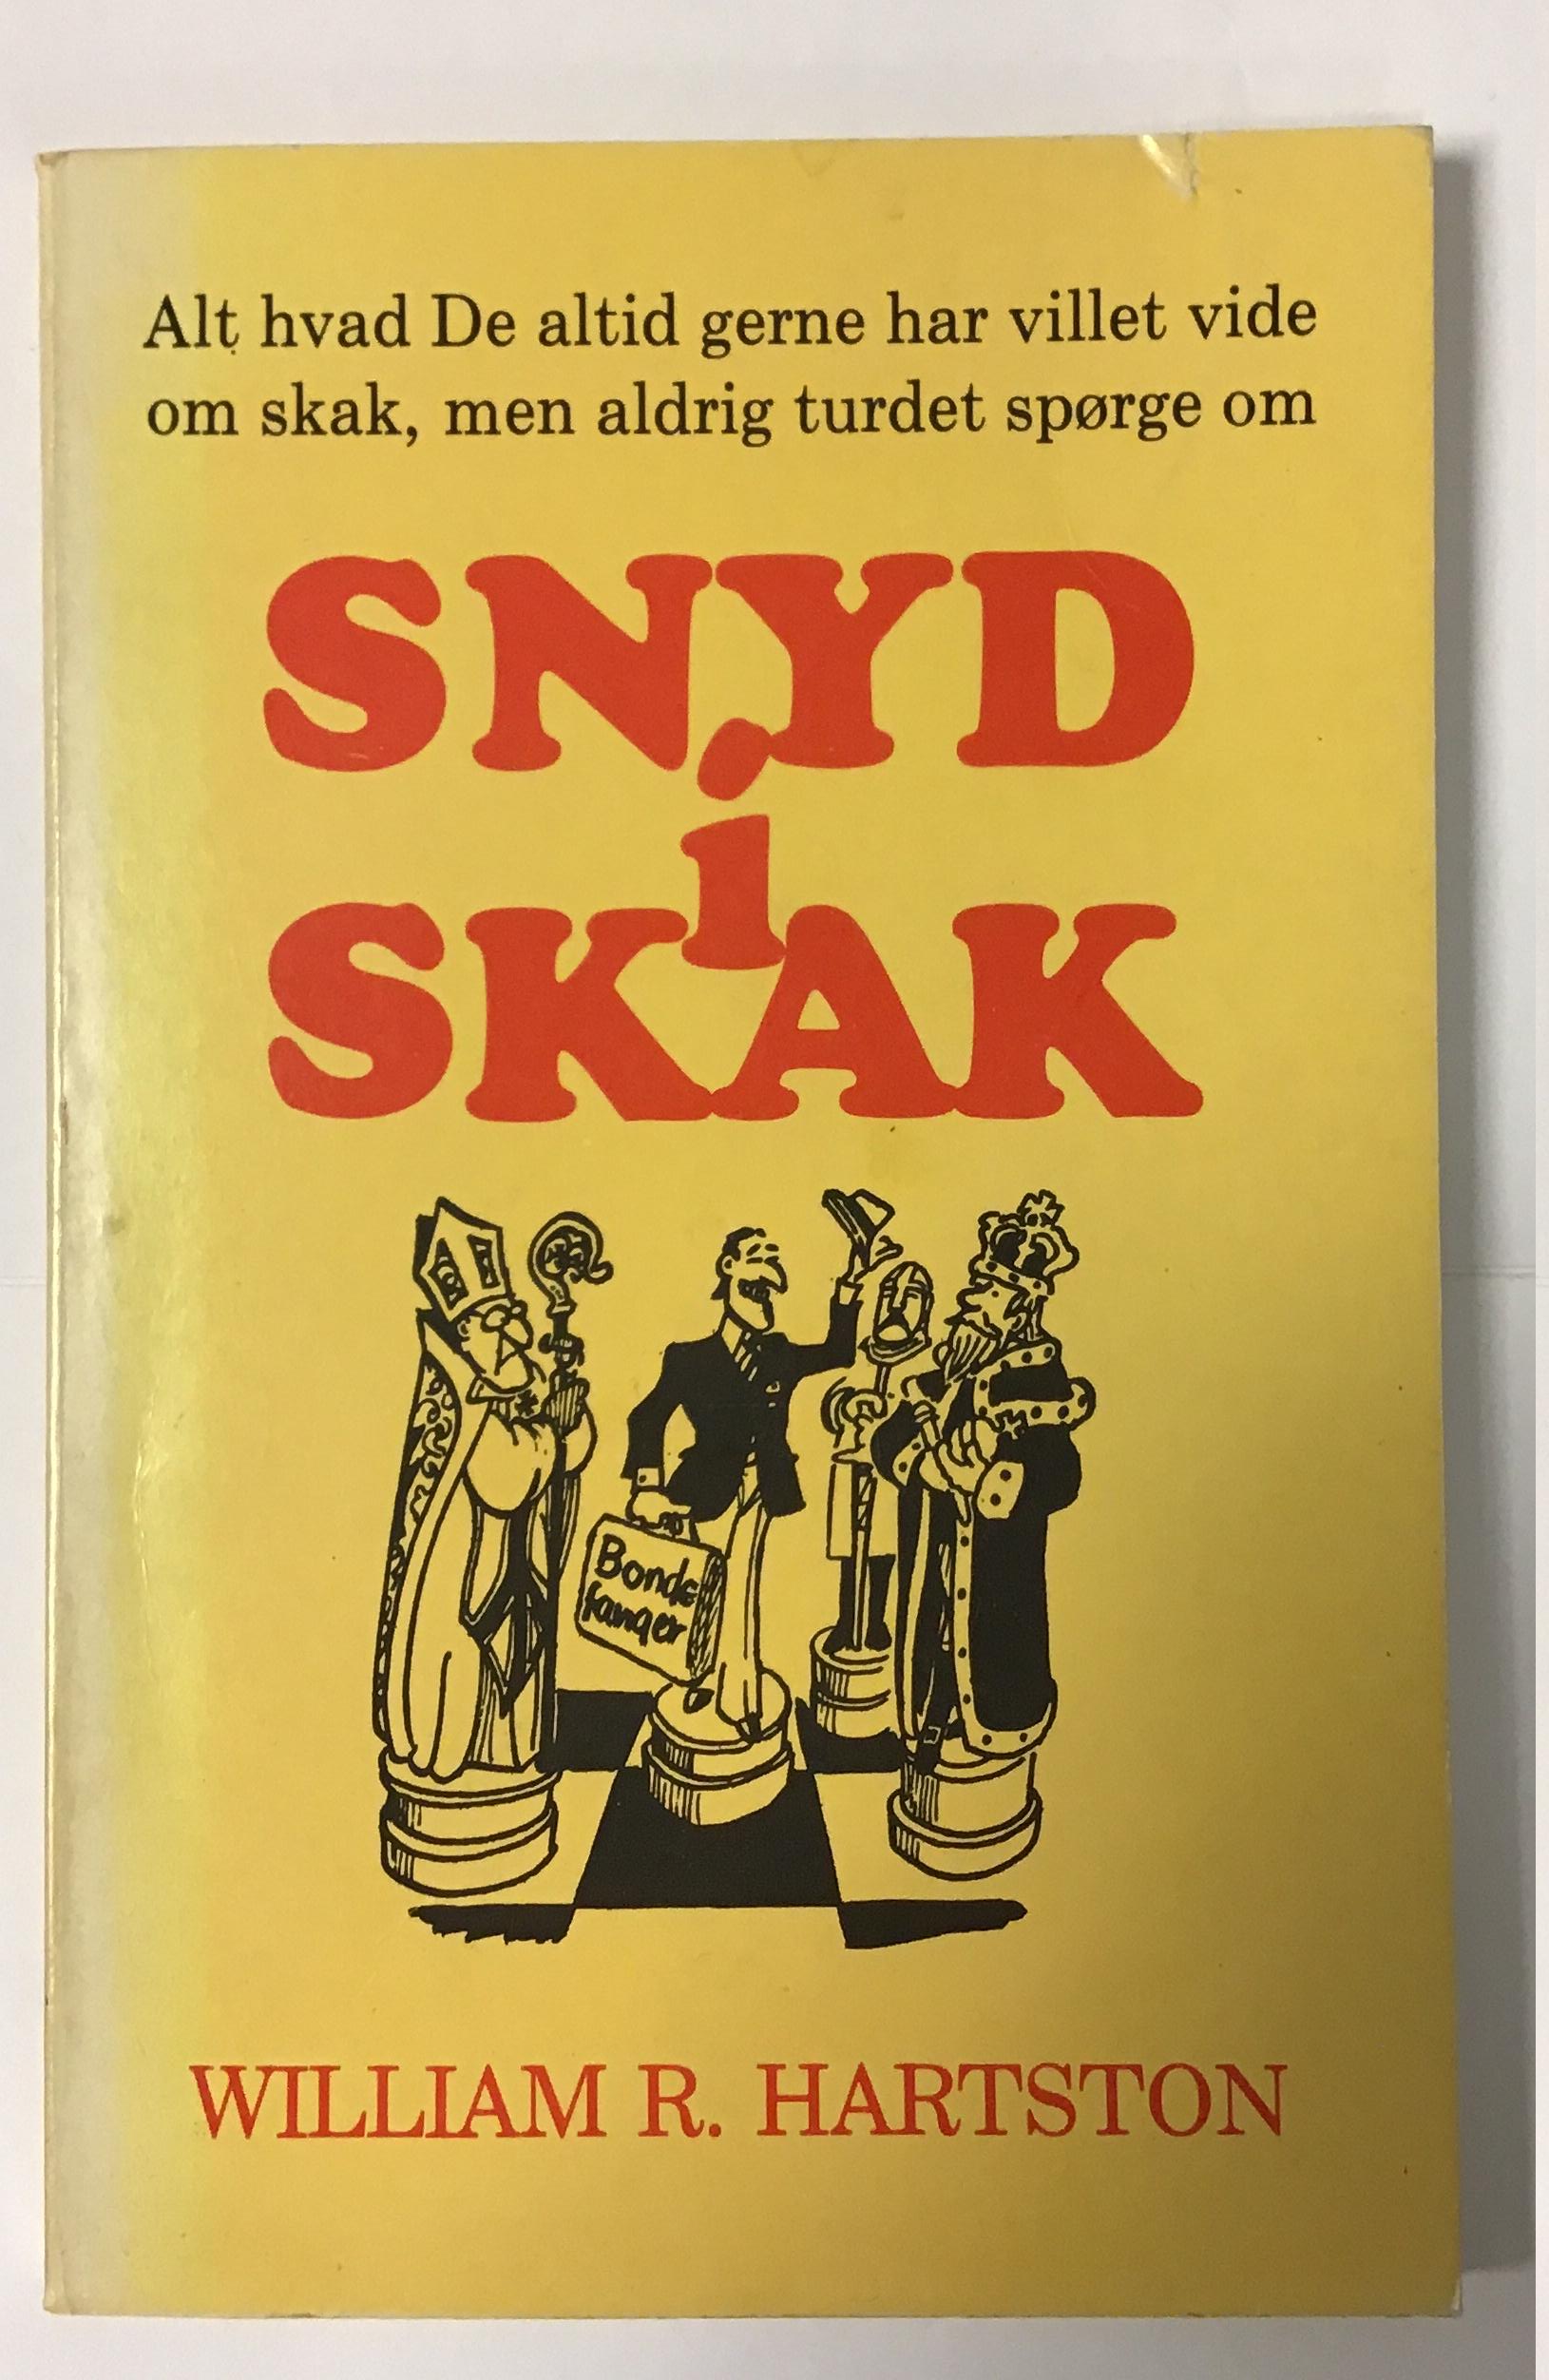 Alt hvad De altid gerne har villet vide
om skak, men aldrig turdet spørge om
SNYD
i
SKAK
Bonde
fanger
WILLIAM R. HARTSTON